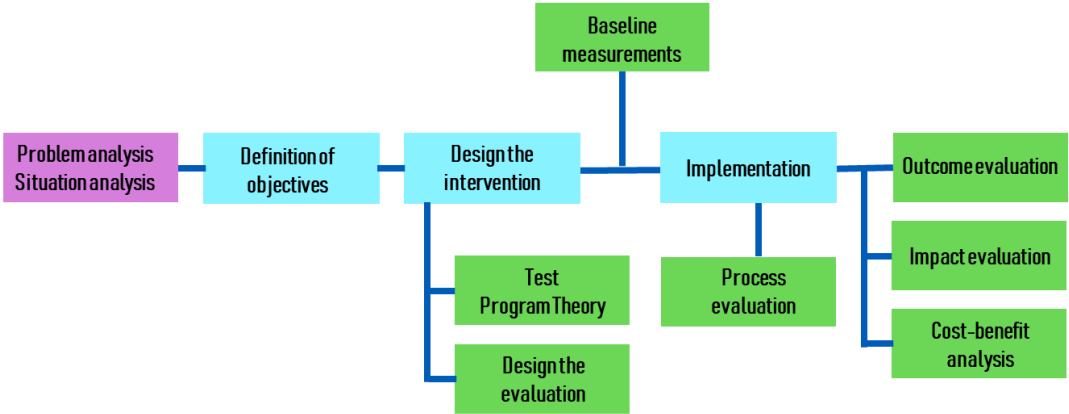 Baseline
measurements
Problem analysis
Situation analysis
Definition of
objectives
Design the
intervention
Implementation
Outcome evaluation
Impact evaluation
Cost-benefit
analysis
Test
Program Theory
Process
evaluation
Design the
evaluation